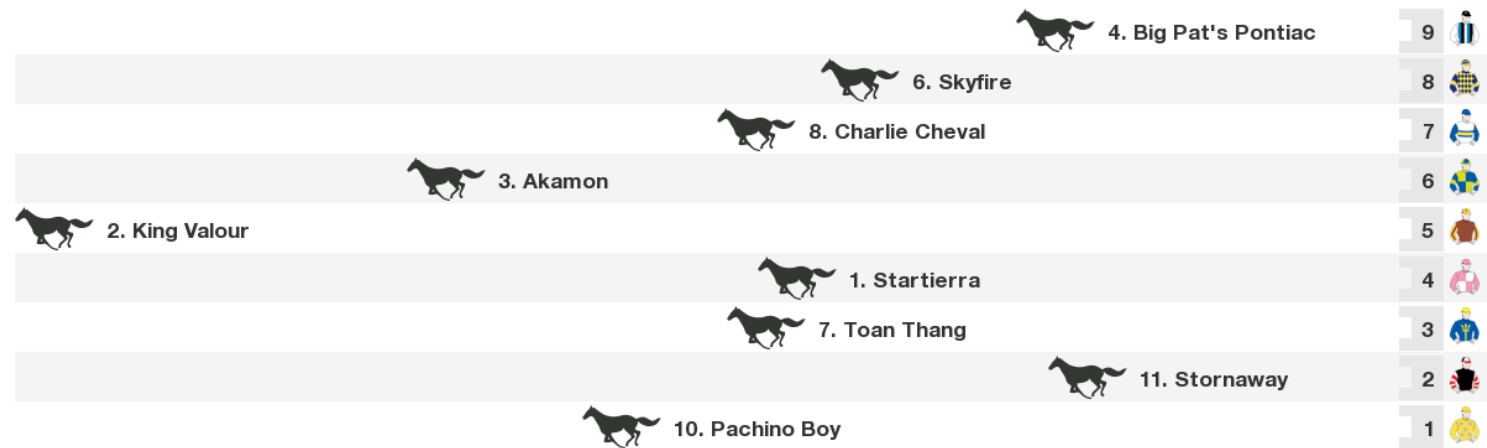 4. Big Pat's Pontiac 9
6. Skyfire 8
8. Charlie Cheval 7
3. Akamon 6
2. King Valour 5
1. Startierra 4
7. Toan Thang 3
11. Stornaway 2
10. Pachino Boy 1